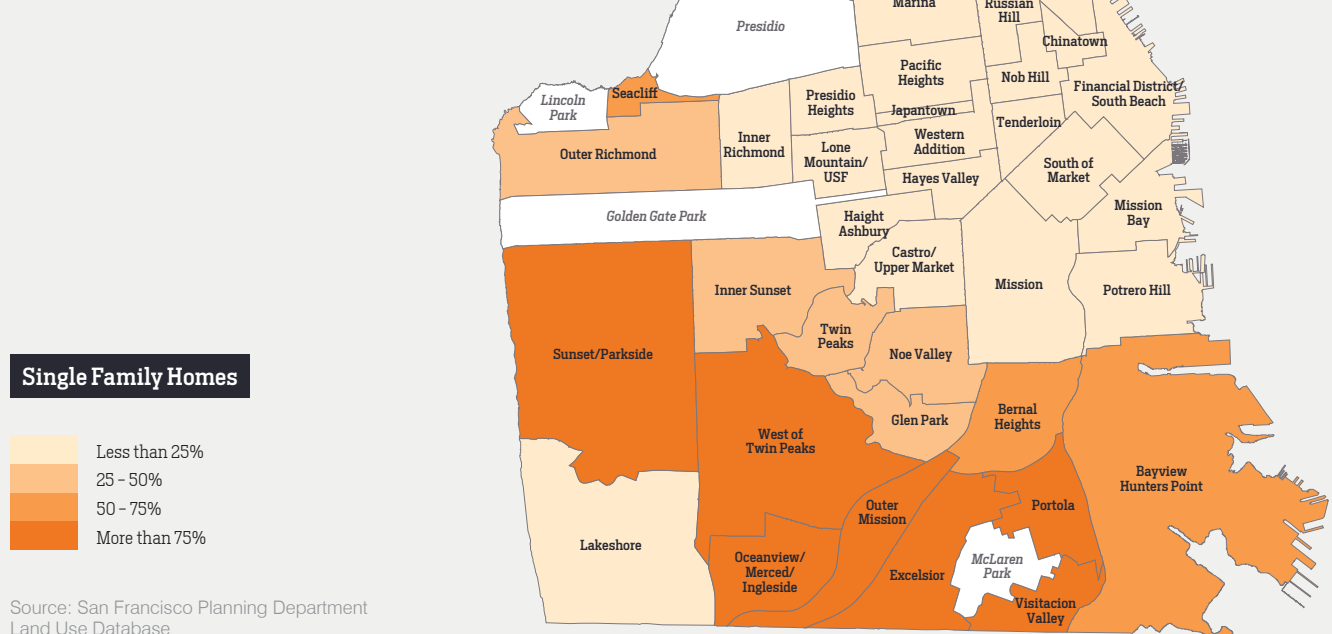 Marina
Russian
Hill
Presidio
Chinatown
Pacific
Heights
Nob Hill
Seacliff
Lincoln
Park
Presidio
Heights
Financial District/
South Beach
Japantown
Tenderloin
Inner
Richmond
Western
Addition
Outer Richmond
Lone
Mountain/
USF
South of
Market
Hayes Valley
Mission
Bay
Golden Gate Park
Haight
Ashbury
Castro/
Upper Market
Inner Sunset
Mission
Potrero Hill
Twin
Peaks
Sunset/Parkside
Noe Valley
Single Family Homes
Glen Park
Bernal
Heights
West of
Twin Peaks
Less than 25%
25 – 50%
50 – 75%
More than 75%
Bayview
Hunters Point
Outer
Mission
Portola
Lakeshore
Oceanview/
Merced/
Ingleside
McLaren
Park
Excelsior
Visitacion
Valley
Source: San Francisco Planning Department
Land Use Database